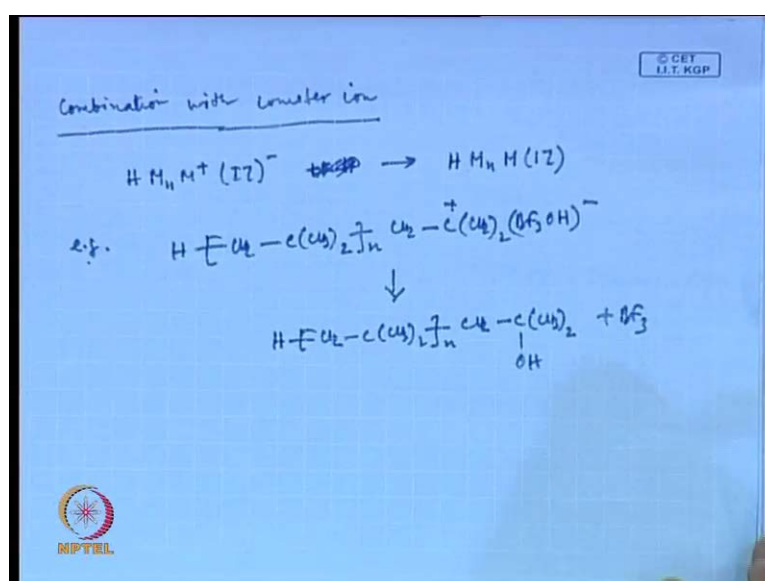 © CET
I.I.T. KGP
Combination with counter ion
H Mₙ M⁺ (IZ)⁻ → H Mₙ M (IZ)
e.g. H-[CH₂-C(CH₃)₂]ₙ CH₂-C⁺(CH₃)₂ (BF₃OH)⁻
↓
H-[CH₂-C(CH₃)₂]ₙ CH₂-C(CH₃)₂ + BF₃
|
OH
NPTEL